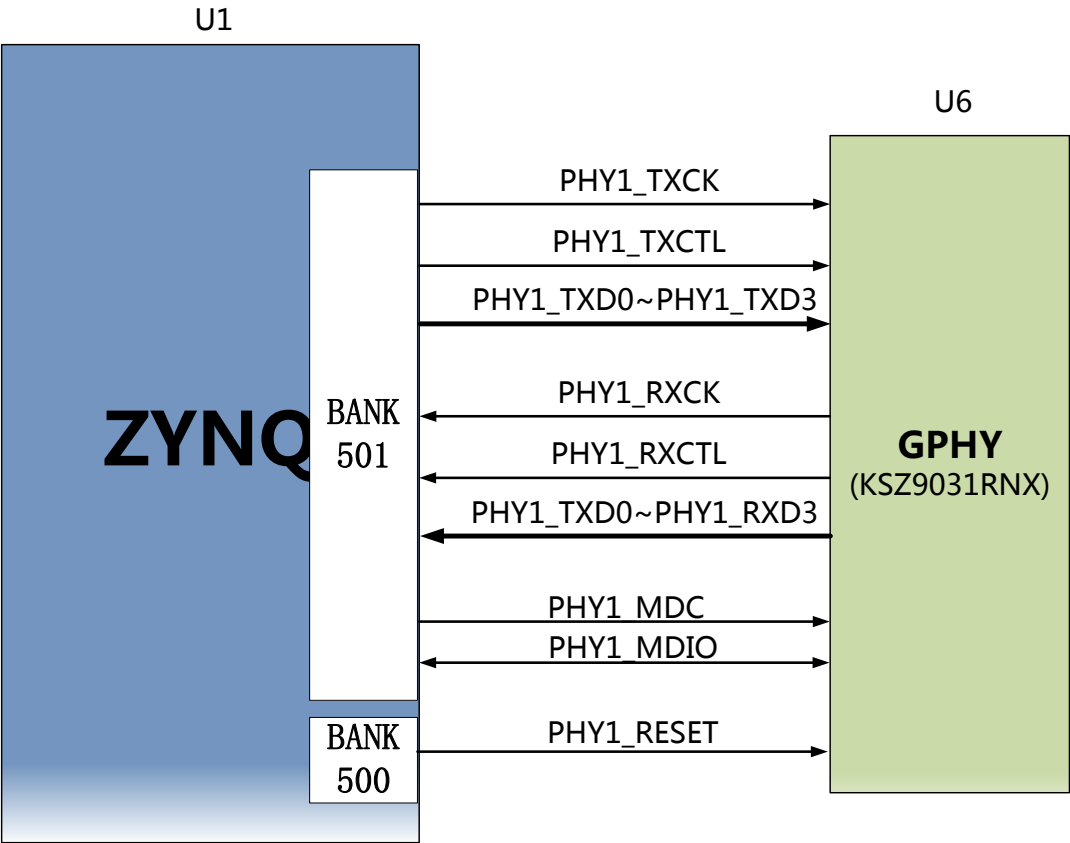 U1
U6
PHY1_TXCK
PHY1_TXCTL
PHY1_TXD0~PHY1_TXD3
PHY1_RXCK
PHY1_RXCTL
PHY1_TXD0~PHY1_RXD3
PHY1_MDC
PHY1_MDIO
PHY1_RESET
ZYNQ
BANK
501
BANK
500
GPHY
(KSZ9031RNX)